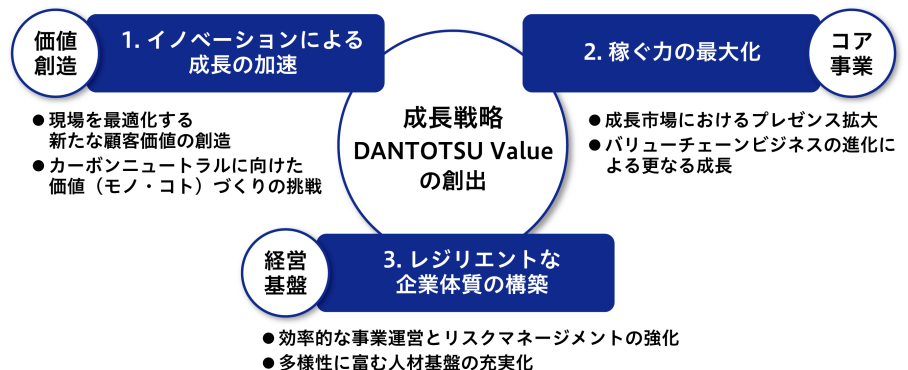 価値
創造
1. イノベーションによる
成長の加速
● 現場を最適化する
新たな顧客価値の創造
● カーボンニュートラルに向けた
価値（モノ・コト）づくりの挑戦
成長戦略
DANTOTSU Value
の創出
2. 稼ぐ力の最大化
コア
事業
● 成長市場におけるプレゼンス拡大
● バリューチェーンビジネスの進化に
よる更なる成長
経営
基盤
3. レジリエントな
企業体質の構築
● 効率的な事業運営とリスクマネージメントの強化
● 多様性に富む人材基盤の充実化